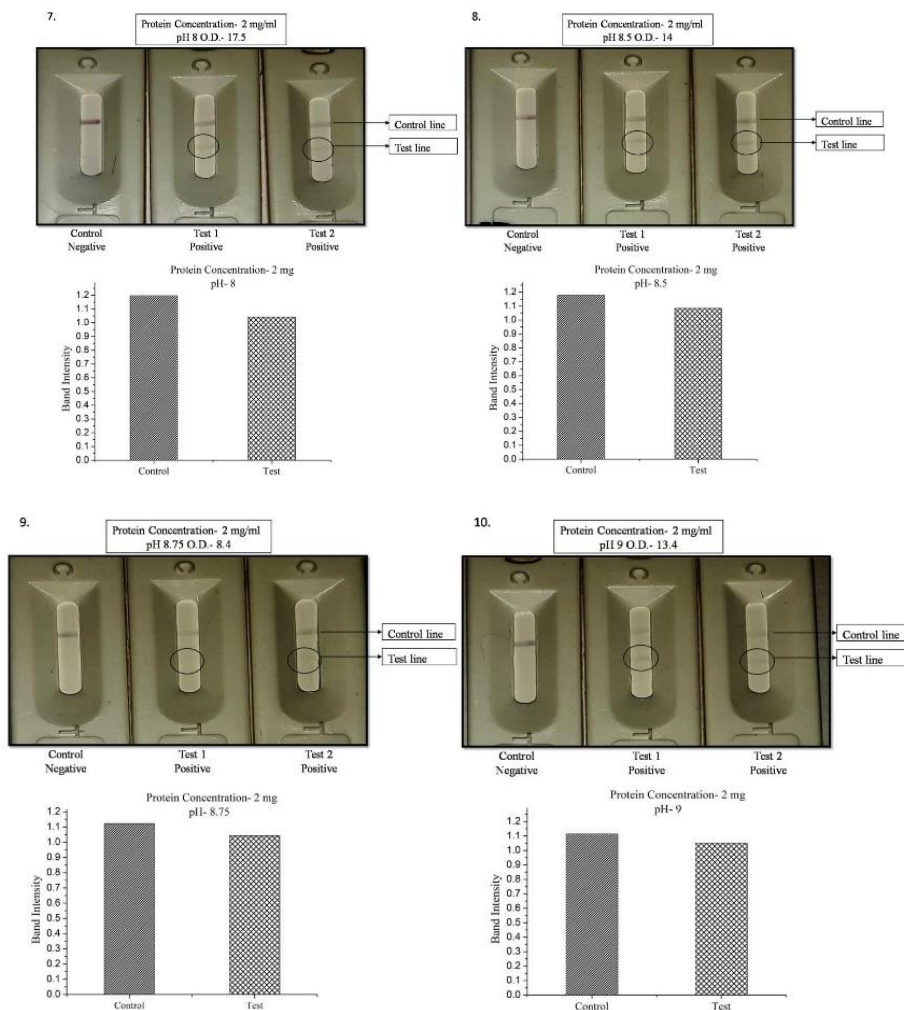 7.
Protein Concentration- 2 mg/ml
pH 8 O.D.- 17.5
C
C
C
Control line
Test line
T
T
T
Control
Negative
Test 1
Positive
Test 2
Positive
Protein Concentration- 2 mg
pH- 8
Band Intensity
1.2
1.1
1.0
0.9
0.8
0.7
0.6
0.5
0.4
0.3
0.2
0.1
0.0
Control
Test
8.
Protein Concentration- 2 mg/ml
pH 8.5 O.D.- 14
C
C
C
Control line
Test line
T
T
T
Control
Negative
Test 1
Positive
Test 2
Positive
Protein Concentration- 2 mg
pH- 8.5
Band Intensity
1.2
1.1
1.0
0.9
0.8
0.7
0.6
0.5
0.4
0.3
0.2
0.1
0.0
Control
Test
9.
Protein Concentration- 2 mg/ml
pH 8.75 O.D.- 8.4
C
C
C
Control line
Test line
T
T
T
Control
Negative
Test 1
Positive
Test 2
Positive
Protein Concentration- 2 mg
pH- 8.75
Band Intensity
1.2
1.1
1.0
0.9
0.8
0.7
0.6
0.5
0.4
0.3
0.2
0.1
0.0
Control
Test
10.
Protein Concentration- 2 mg/ml
pH 9 O.D.- 13.4
C
C
C
Control line
Test line
T
T
T
Control
Negative
Test 1
Positive
Test 2
Positive
Protein Concentration- 2 mg
pH- 9
Band Intensity
1.2
1.1
1.0
0.9
0.8
0.7
0.6
0.5
0.4
0.3
0.2
0.1
0.0
Control
Test